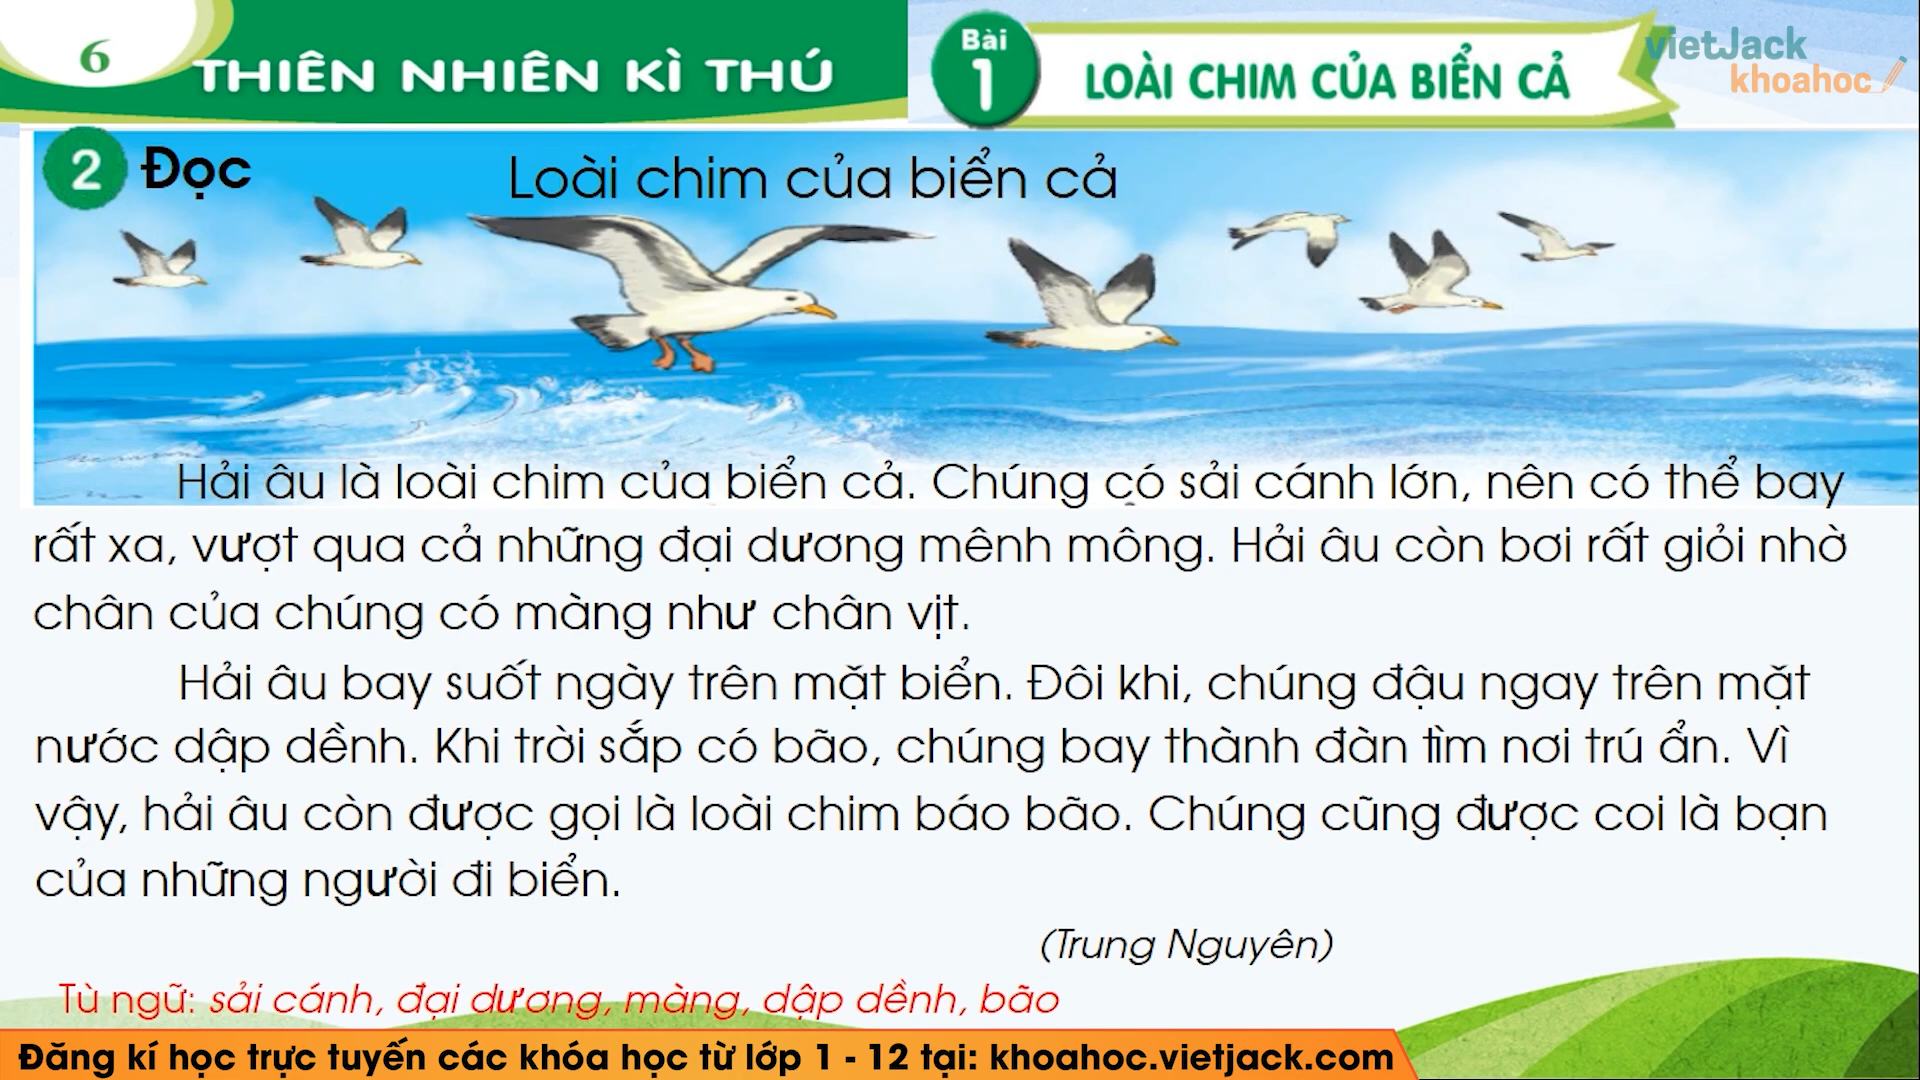 6
THIÊN NHIÊN KÌ THÚ
Bài
1
LOÀI CHIM CỦA BIỂN CẢ
vietJack
khoahoc
2 Đọc
Loài chim của biển cả
Hải âu là loài chim của biển cả. Chúng có sải cánh lớn, nên có thể bay
rất xa, vượt qua cả những đại dương mênh mông. Hải âu còn bơi rất giỏi nhờ
chân của chúng có màng như chân vịt.
Hải âu bay suốt ngày trên mặt biển. Đôi khi, chúng đậu ngay trên mặt
nước dập dềnh. Khi trời sắp có bão, chúng bay thành đàn tìm nơi trú ẩn. Vì
vậy, hải âu còn được gọi là loài chim báo bão. Chúng cũng được coi là bạn
của những người đi biển.
(Trung Nguyên)
Từ ngữ: sải cánh, đại dương, màng, dập dềnh, bão
Đăng kí học trực tuyến các khóa học từ lớp 1 - 12 tại: khoahoc.vietjack.com